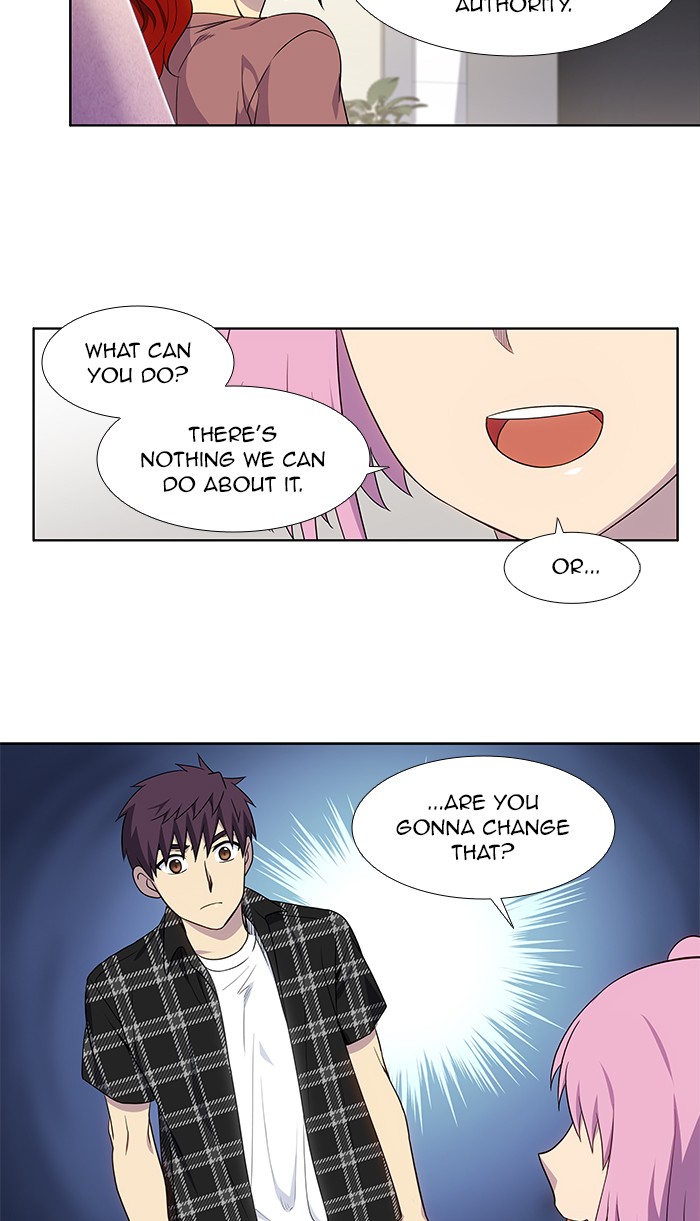 AUTHORITY.
WHAT CAN
YOU DO?
THERE'S
NOTHING WE CAN
DO ABOUT IT.
OR...
...ARE YOU
GONNA CHANGE
THAT?